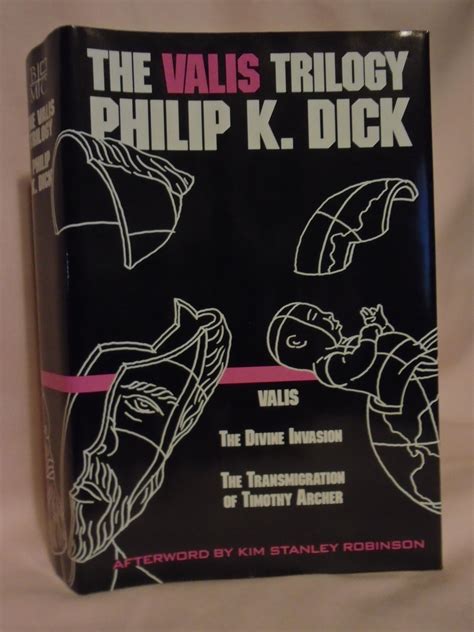 THE VALIS TRILOGY
PHILIP K. DICK
VALIS
THE DIVINE INVASION
THE TRANSMIGRATION
OF TIMOTHY ARCHER
AFTERWORD BY KIM STANLEY ROBINSON
THE VALIS
TRILOGY
PHILIP
K. DICK